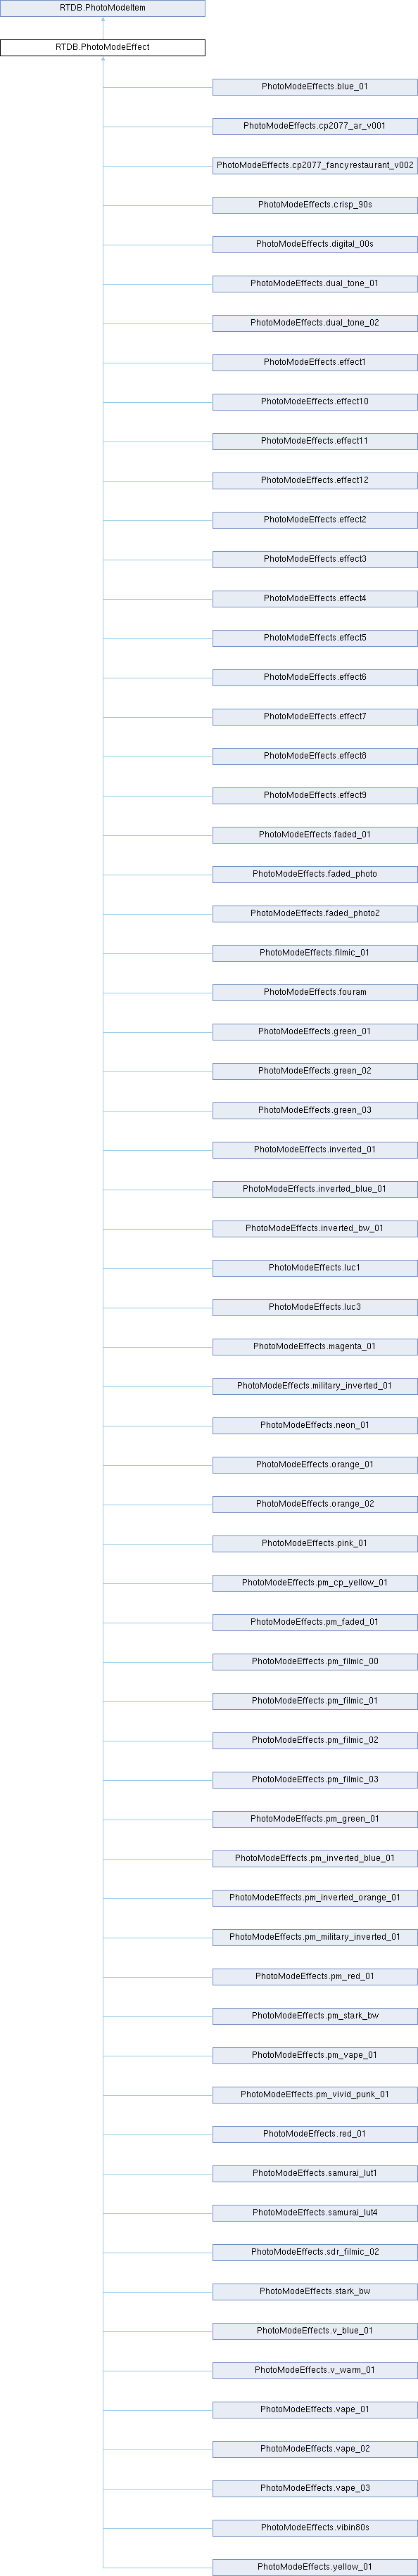 RTDB.PhotoModeItem
RTDB.PhotoModeEffect
PhotoModeEffects.blue_01
PhotoModeEffects.cp2077_ar_v001
PhotoModeEffects.cp2077_fancyrestaurant_v002
PhotoModeEffects.crisp_90s
PhotoModeEffects.digital_00s
PhotoModeEffects.dual_tone_01
PhotoModeEffects.dual_tone_02
PhotoModeEffects.effect1
PhotoModeEffects.effect10
PhotoModeEffects.effect11
PhotoModeEffects.effect12
PhotoModeEffects.effect2
PhotoModeEffects.effect3
PhotoModeEffects.effect4
PhotoModeEffects.effect5
PhotoModeEffects.effect6
PhotoModeEffects.effect7
PhotoModeEffects.effect8
PhotoModeEffects.effect9
PhotoModeEffects.faded_01
PhotoModeEffects.faded_photo
PhotoModeEffects.faded_photo2
PhotoModeEffects.filmic_01
PhotoModeEffects.fouram
PhotoModeEffects.green_01
PhotoModeEffects.green_02
PhotoModeEffects.green_03
PhotoModeEffects.inverted_01
PhotoModeEffects.inverted_blue_01
PhotoModeEffects.inverted_bw_01
PhotoModeEffects.luc1
PhotoModeEffects.luc3
PhotoModeEffects.magenta_01
PhotoModeEffects.military_inverted_01
PhotoModeEffects.neon_01
PhotoModeEffects.orange_01
PhotoModeEffects.orange_02
PhotoModeEffects.pink_01
PhotoModeEffects.pm_cp_yellow_01
PhotoModeEffects.pm_faded_01
PhotoModeEffects.pm_filmic_00
PhotoModeEffects.pm_filmic_01
PhotoModeEffects.pm_filmic_02
PhotoModeEffects.pm_filmic_03
PhotoModeEffects.pm_green_01
PhotoModeEffects.pm_inverted_blue_01
PhotoModeEffects.pm_inverted_orange_01
PhotoModeEffects.pm_military_inverted_01
PhotoModeEffects.pm_red_01
PhotoModeEffects.pm_stark_bw
PhotoModeEffects.pm_vape_01
PhotoModeEffects.pm_vivid_punk_01
PhotoModeEffects.red_01
PhotoModeEffects.samurai_lut1
PhotoModeEffects.samurai_lut4
PhotoModeEffects.sdr_filmic_02
PhotoModeEffects.stark_bw
PhotoModeEffects.v_blue_01
PhotoModeEffects.v_warm_01
PhotoModeEffects.vape_01
PhotoModeEffects.vape_02
PhotoModeEffects.vape_03
PhotoModeEffects.vibin80s
PhotoModeEffects.yellow_01